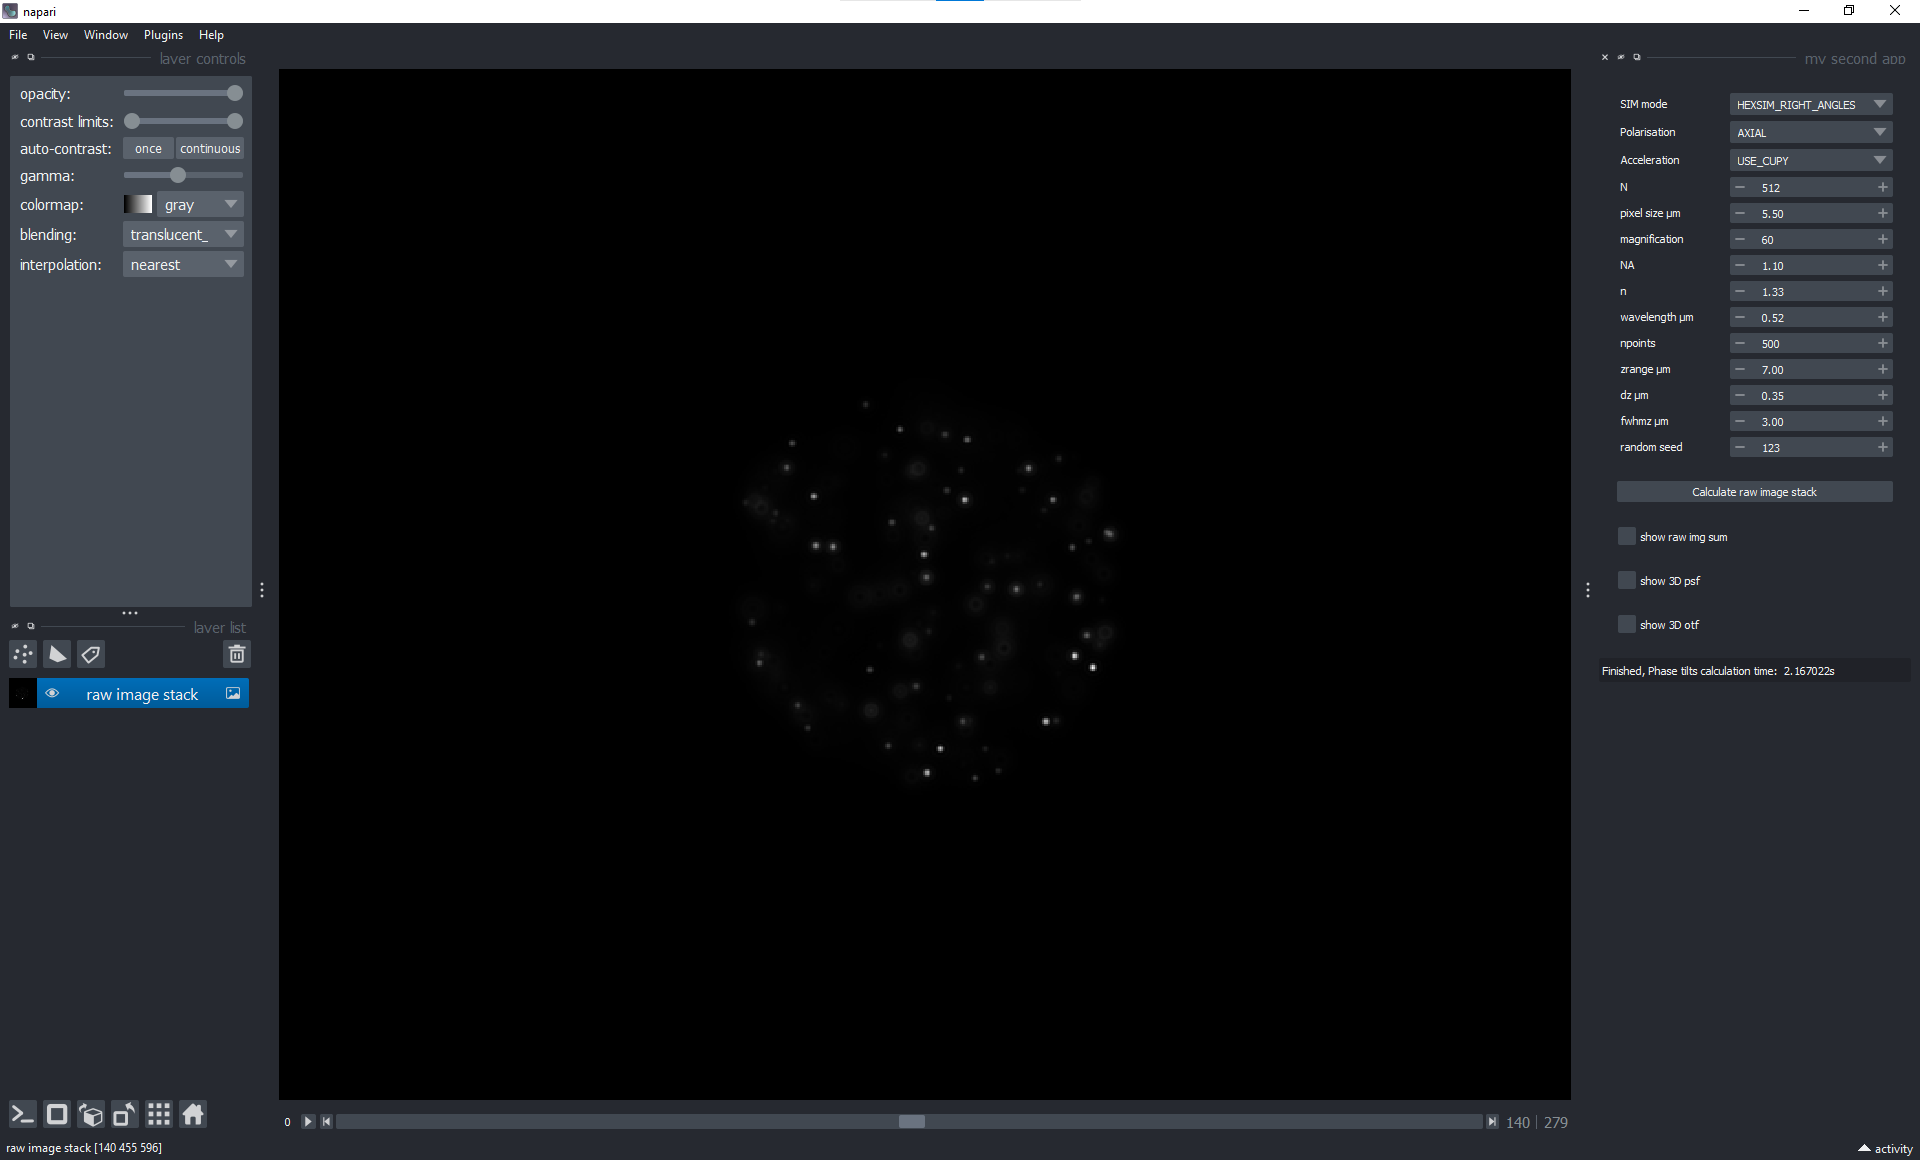 napari
File View Window Plugins Help
layer controls
opacity:
contrast limits:
auto-contrast: once continuous
gamma:
colormap: gray
blending: translucent_
interpolation: nearest
layer list
raw image stack
0 140 | 279
raw image stack [140 455 596]
my second app
SIM mode HEXSIM_RIGHT_ANGLES
Polarisation AXIAL
Acceleration USE_CUPY
N 512
pixel size µm 5.50
magnification 60
NA 1.10
n 1.33
wavelength µm 0.52
npoints 500
zrange µm 7.00
dz µm 0.35
fwhmz µm 3.00
random seed 123
Calculate raw image stack
show raw img sum
show 3D psf
show 3D otf
Finished, Phase tilts calculation time: 2.167022s
activity